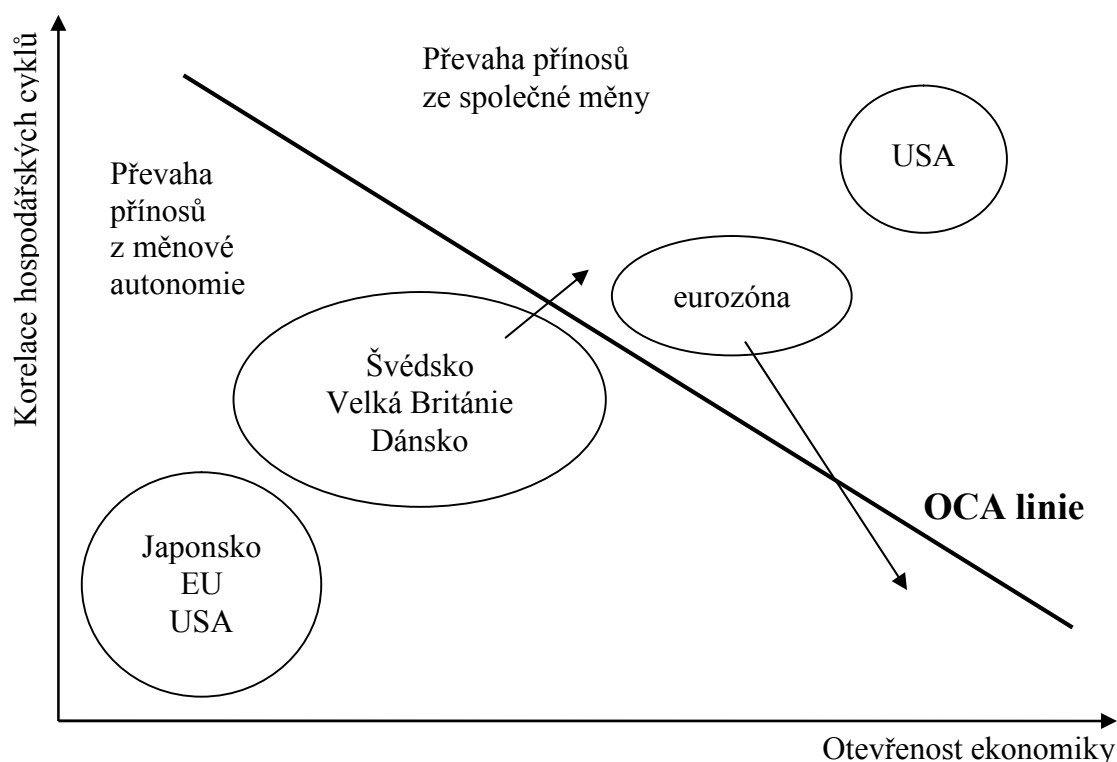 Korelace hospodářských cyklů
Převaha přínosů
ze společné měny
USA
Převaha
přínosů
z měnové
autonomie
eurozóna
Švédsko
Velká Británie
Dánsko
OCA linie
Japonsko
EU
USA
Otevřenost ekonomiky